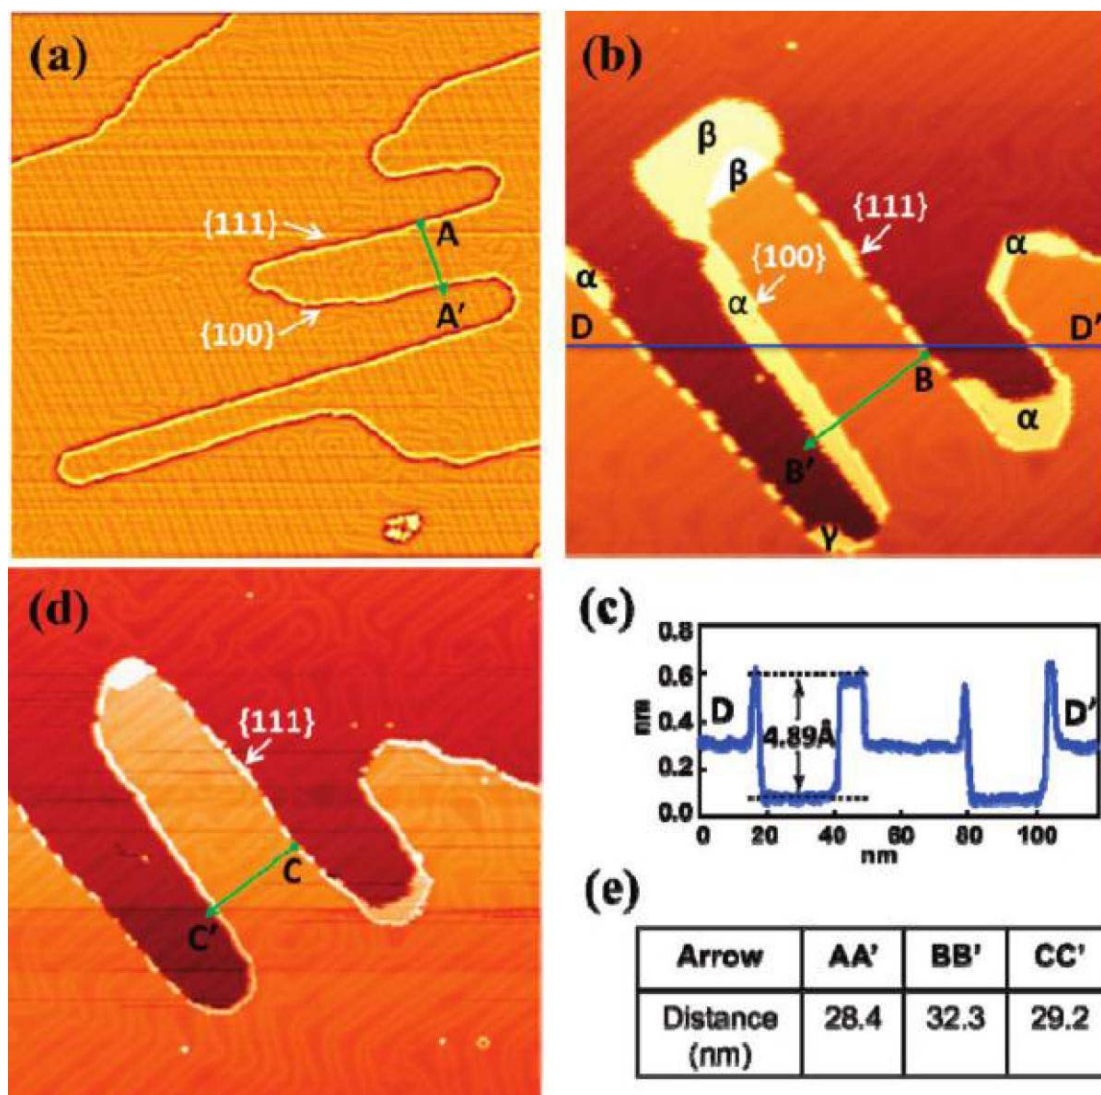 (a)
{111}
A
{100}
A'
(b)
β
β
{111}
{100}
α
α
α
D
D'
B
α
B'
γ
(d)
{111}
C
C'
(c)
0.8
0.6
0.4
0.2
0.0
nm
D
4.89Å
D'
0 20 40 60 80 100
nm
(e)
Arrow AA' BB' CC'
Distance 28.4 32.3 29.2
(nm)